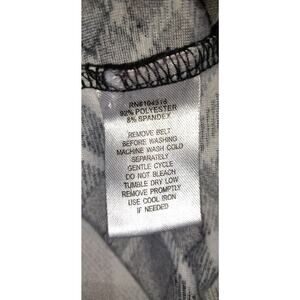 RN#104318
92% POLYESTER
8% SPANDEX
REMOVE BELT
BEFORE WASHING
MACHINE WASH COLD
SEPARATELY
GENTLE CYCLE
DO NOT BLEACH
TUMBLE DRY LOW
REMOVE PROMPTLY
USE COOL IRON
IF NEEDED